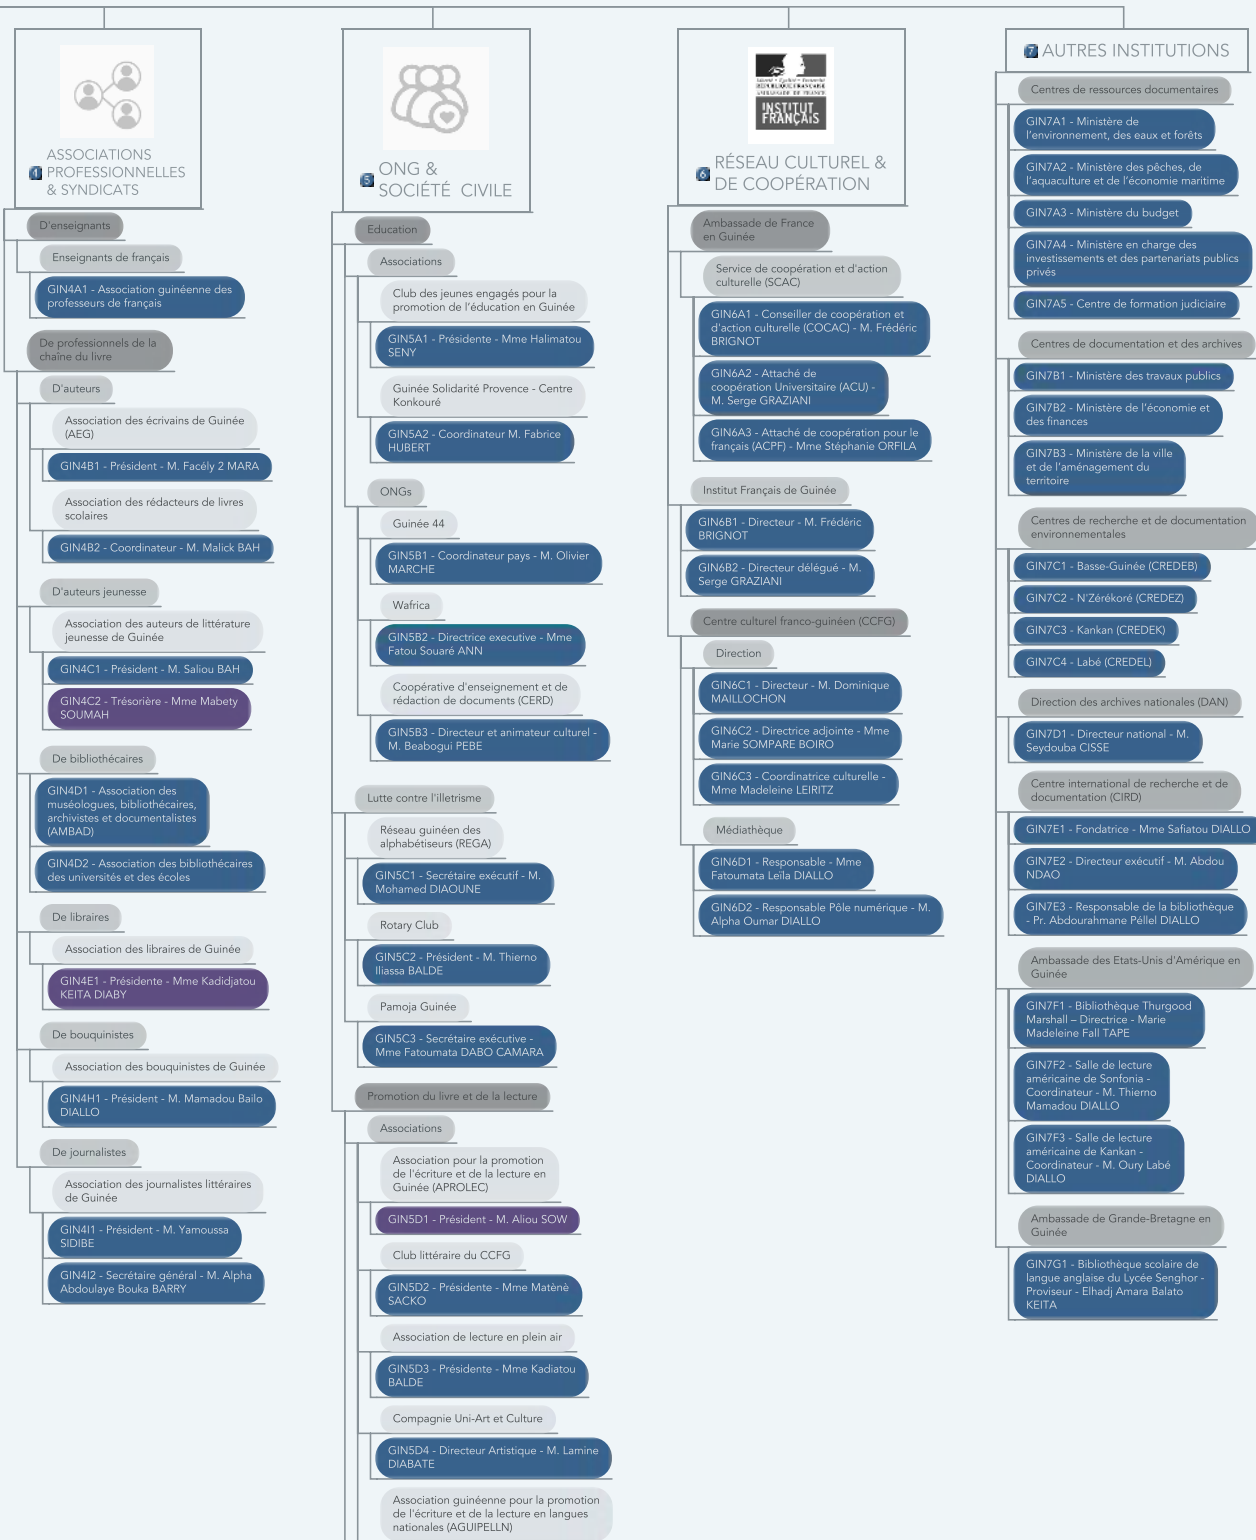 ASSOCIATIONS
4 PROFESSIONNELLES
& SYNDICATS
D'enseignants
Enseignants de français
GIN4A1 - Association guinéenne des
professeurs de français
De professionnels de la
chaîne du livre
D'auteurs
Association des écrivains de Guinée
(AEG)
GIN4B1 - Président - M. Facély 2 MARA
Association des rédacteurs de livres
scolaires
GIN4B2 - Coordinateur - M. Malick BAH
D'auteurs jeunesse
Association des auteurs de littérature
jeunesse de Guinée
GIN4C1 - Président - M. Saliou BAH
GIN4C2 - Trésorière - Mme Mabety
SOUMAH
De bibliothécaires
GIN4D1 - Association des
muséologues, bibliothécaires,
archivistes et documentalistes
(AMBAD)
GIN4D2 - Association des bibliothécaires
des universités et des écoles
De libraires
Association des libraires de Guinée
GIN4E1 - Présidente - Mme Kadidjatou
KEITA DIABY
De bouquinistes
Association des bouquinistes de Guinée
GIN4H1 - Président - M. Mamadou Bailo
DIALLO
De journalistes
Association des journalistes littéraires
de Guinée
GIN4I1 - Président - M. Yamoussa
SIDIBE
GIN4I2 - Secrétaire général - M. Alpha
Abdoulaye Bouka BARRY
5 ONG &
SOCIÉTÉ CIVILE
Education
Associations
Club des jeunes engagés pour la
promotion de l'éducation en Guinée
GIN5A1 - Présidente - Mme Halimatou
SENY
Guinée Solidarité Provence - Centre
Konkouré
GIN5A2 - Coordinateur M. Fabrice
HUBERT
ONGs
Guinée 44
GIN5B1 - Coordinateur pays - M. Olivier
MARCHE
Wafrica
GIN5B2 - Directrice executive - Mme
Fatou Souaré ANN
Coopérative d'enseignement et de
rédaction de documents (CERD)
GIN5B3 - Directeur et animateur culturel -
M. Beabogui PEBE
Lutte contre l'illetrisme
Réseau guinéen des
alphabétiseurs (REGA)
GIN5C1 - Secrétaire exécutif - M.
Mohamed DIAOUNE
Rotary Club
GIN5C2 - Président - M. Thierno
Iliassa BALDE
Pamoja Guinée
GIN5C3 - Secrétaire exécutive -
Mme Fatoumata DABO CAMARA
Promotion du livre et de la lecture
Associations
Association pour la promotion
de l'écriture et de la lecture en
Guinée (APROLEC)
GIN5D1 - Président - M. Aliou SOW
Club littéraire du CCFG
GIN5D2 - Présidente - Mme Matènè
SACKO
Association de lecture en plein air
GIN5D3 - Présidente - Mme Kadiatou
BALDE
Compagnie Uni-Art et Culture
GIN5D4 - Directeur Artistique - M. Lamine
DIABATE
Association guinéenne pour la promotion
de l'écriture et de la lecture en langues
nationales (AGUIPELLN)
Liberté • Égalité • Fraternité
RÉPUBLIQUE FRANÇAISE
AMBASSADE DE FRANCE
INSTITUT
FRANÇAIS
6 RÉSEAU CULTUREL &
DE COOPÉRATION
Ambassade de France
en Guinée
Service de coopération et d'action
culturelle (SCAC)
GIN6A1 - Conseiller de coopération et
d'action culturelle (COCAC) - M. Frédéric
BRIGNOT
GIN6A2 - Attaché de
coopération Universitaire (ACU) -
M. Serge GRAZIANI
GIN6A3 - Attaché de coopération pour le
français (ACPF) - Mme Stéphanie ORFILA
Institut Français de Guinée
GIN6B1 - Directeur - M. Frédéric
BRIGNOT
GIN6B2 - Directeur délégué - M.
Serge GRAZIANI
Centre culturel franco-guinéen (CCFG)
Direction
GIN6C1 - Directeur - M. Dominique
MAILLOCHON
GIN6C2 - Directrice adjointe - Mme
Marie SOMPARE BOIRO
GIN6C3 - Coordinatrice culturelle -
Mme Madeleine LEIRITZ
Médiathèque
GIN6D1 - Responsable - Mme
Fatoumata Leïla DIALLO
GIN6D2 - Responsable Pôle numérique - M.
Alpha Oumar DIALLO
7 AUTRES INSTITUTIONS
Centres de ressources documentaires
GIN7A1 - Ministère de
l'environnement, des eaux et forêts
GIN7A2 - Ministère des pêches, de
l'aquaculture et de l'économie maritime
GIN7A3 - Ministère du budget
GIN7A4 - Ministère en charge des
investissements et des partenariats publics
privés
GIN7A5 - Centre de formation judiciaire
Centres de documentation et des archives
GIN7B1 - Ministère des travaux publics
GIN7B2 - Ministère de l'économie et
des finances
GIN7B3 - Ministère de la ville
et de l'aménagement du
territoire
Centres de recherche et de documentation
environnementales
GIN7C1 - Basse-Guinée (CREDEB)
GIN7C2 - N'Zérékoré (CREDEZ)
GIN7C3 - Kankan (CREDEK)
GIN7C4 - Labé (CREDEL)
Direction des archives nationales (DAN)
GIN7D1 - Directeur national - M.
Seydouba CISSE
Centre international de recherche et de
documentation (CIRD)
GIN7E1 - Fondatrice - Mme Safiatou DIALLO
GIN7E2 - Directeur exécutif - M. Abdou
NDAO
GIN7E3 - Responsable de la bibliothèque
- Pr. Abdourahmane Péllel DIALLO
Ambassade des Etats-Unis d'Amérique en
Guinée
GIN7F1 - Bibliothèque Thurgood
Marshall – Directrice - Marie
Madeleine Fall TAPE
GIN7F2 - Salle de lecture
américaine de Sonfonia -
Coordinateur - M. Thierno
Mamadou DIALLO
GIN7F3 - Salle de lecture
américaine de Kankan -
Coordinateur - M. Oury Labé
DIALLO
Ambassade de Grande-Bretagne en
Guinée
GIN7G1 - Bibliothèque scolaire de
langue anglaise du Lycée Senghor -
Proviseur - Elhadj Amara Balato
KEITA